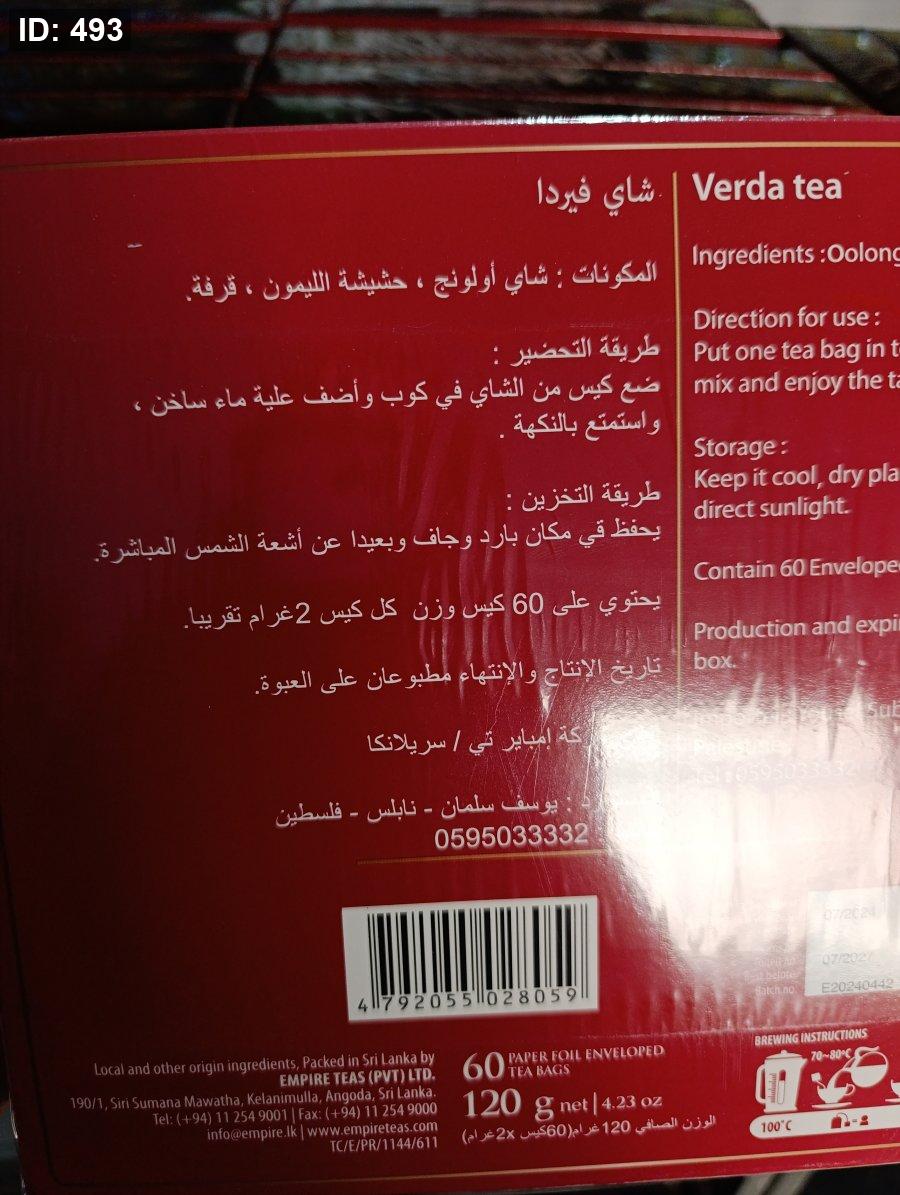 ID: 493
شاي فيردا
المكونات : شاي أولونج ، حشيشة الليمون ، قرفة.
طريقة التحضير :
ضع كيس من الشاي في كوب وأضف علية ماء ساخن ،
واستمتع بالنكهة .
طريقة التخزين :
يحفظ قي مكان بارد وجاف وبعيدا عن أشعة الشمس المباشرة.
يحتوي على 60 كيس وزن كل كيس 2غرام تقريبا.
تاريخ الإنتاج والإنتهاء مطبوعان على العبوة.
إمباير تي / سريلانكا
: يوسف سلمان - نابلس - فلسطين
0595033332
Verda tea
Ingredients :Oolong
Direction for use :
Put one tea bag in
mix and enjoy the
Storage :
Keep it cool, dry
direct sunlight.
Contain 60
Production and
box.
Palestine
Tel : 0595033332
07/2024
07/2027
Batch no. E20240442
4 792055 028059
Local and other origin ingredients, Packed in Sri Lanka by
EMPIRE TEAS (PVT) LTD.
190/1, Siri Sumana Mawatha, Kelanimulla, Angoda, Sri Lanka.
Tel: (+94) 11 254 9001 | Fax: (+94) 11 254 9000
info@empire.lk | www.empireteas.com
TC/E/PR/1144/611
60 PAPER FOIL ENVELOPED
TEA BAGS
120 g net | 4.23 oz
الوزن الصافي 120 غرام(60كيس x2غرام)
BREWING INSTRUCTIONS
70~80°C
100°C